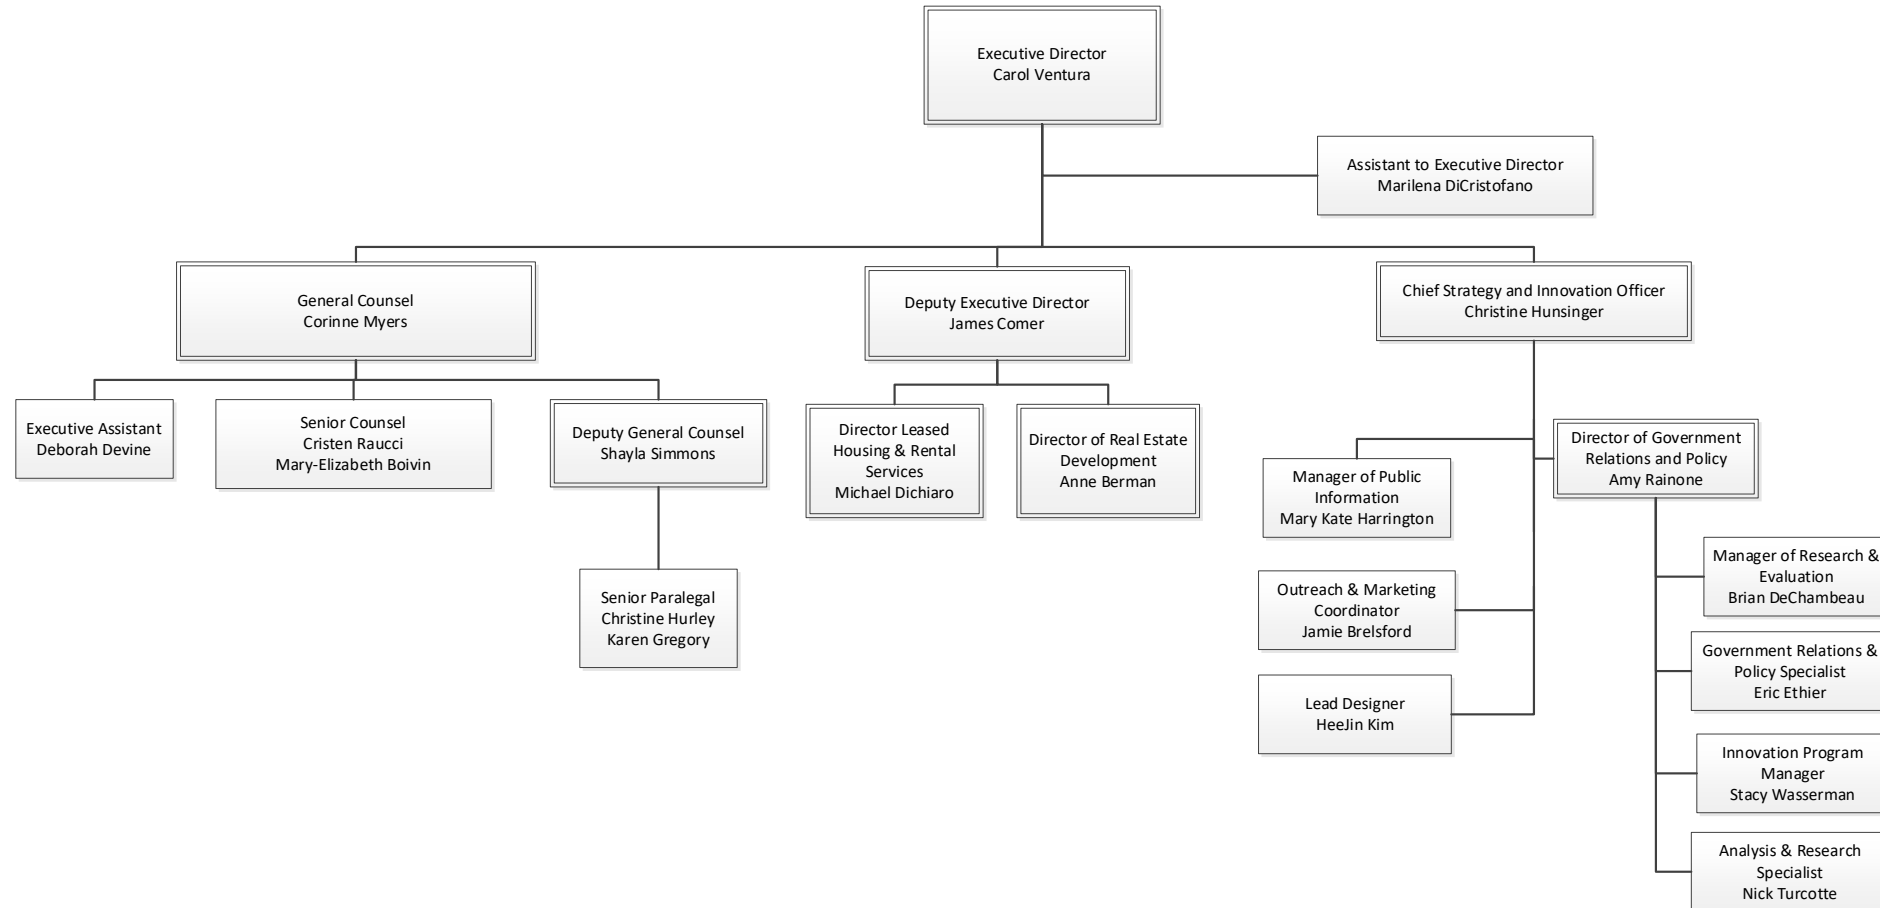 Executive Director
Carol Ventura
Assistant to Executive Director
Marilena DiCristofano
General Counsel
Corinne Myers
Deputy Executive Director
James Comer
Chief Strategy and Innovation Officer
Christine Hunsinger
Executive Assistant
Deborah Devine
Senior Counsel
Cristen Raucci
Mary-Elizabeth Boivin
Deputy General Counsel
Shayla Simmons
Senior Paralegal
Christine Hurley
Karen Gregory
Director Leased
Housing & Rental
Services
Michael Dichiaro
Director of Real Estate
Development
Anne Berman
Manager of Public
Information
Mary Kate Harrington
Outreach & Marketing
Coordinator
Jamie Brelsford
Lead Designer
HeeJin Kim
Director of Government
Relations and Policy
Amy Rainone
Manager of Research &
Evaluation
Brian DeChambeau
Government Relations &
Policy Specialist
Eric Ethier
Innovation Program
Manager
Stacy Wasserman
Analysis & Research
Specialist
Nick Turcotte